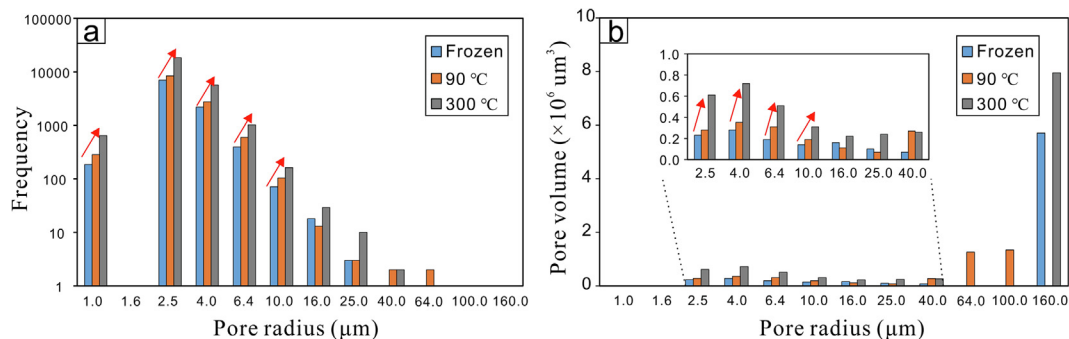 a
100000
10000
1000
100
10
1
Frequency
Frozen
90 ℃
300 ℃
1.0 1.6 2.5 4.0 6.4 10.0 16.0 25.0 40.0 64.0 100.0 160.0
Pore radius (μm)
b
10
8
6
4
2
0
Pore volume (×10⁶ um³)
Frozen
90 ℃
300 ℃
1.0
0.8
0.6
0.4
0.2
0.0
2.5 4.0 6.4 10.0 16.0 25.0 40.0
1.0 1.6 2.5 4.0 6.4 10.0 16.0 25.0 40.0 64.0 100.0 160.0
Pore radius (μm)